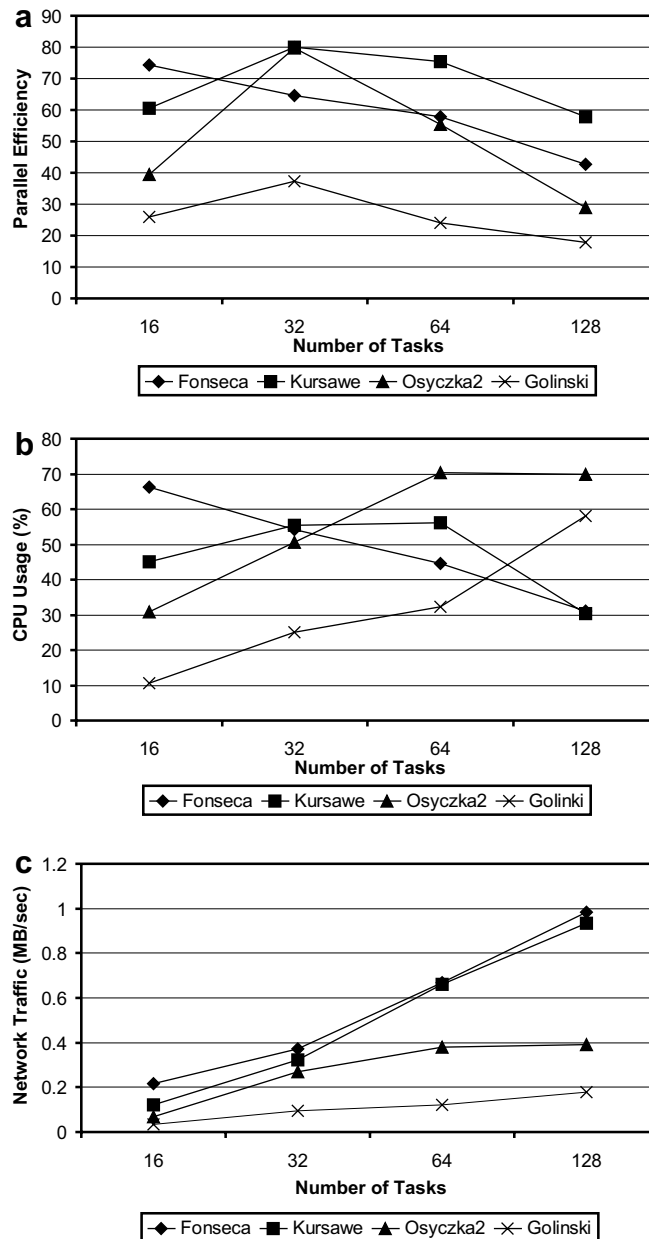 a
90
80
70
60
50
40
30
20
10
0
Parallel Efficiency
16 32 64 128
Number of Tasks
Fonseca Kursawe Osyczka2 Golinski
b
80
70
60
50
40
30
20
10
0
CPU Usage (%)
16 32 64 128
Number of Tasks
Fonseca Kursawe Osyczka2 Golinki
c
1.2
1
0.8
0.6
0.4
0.2
0
Network Traffic (MB/sec)
16 32 64 128
Number of Tasks
Fonseca Kursawe Osyczka2 Golinski